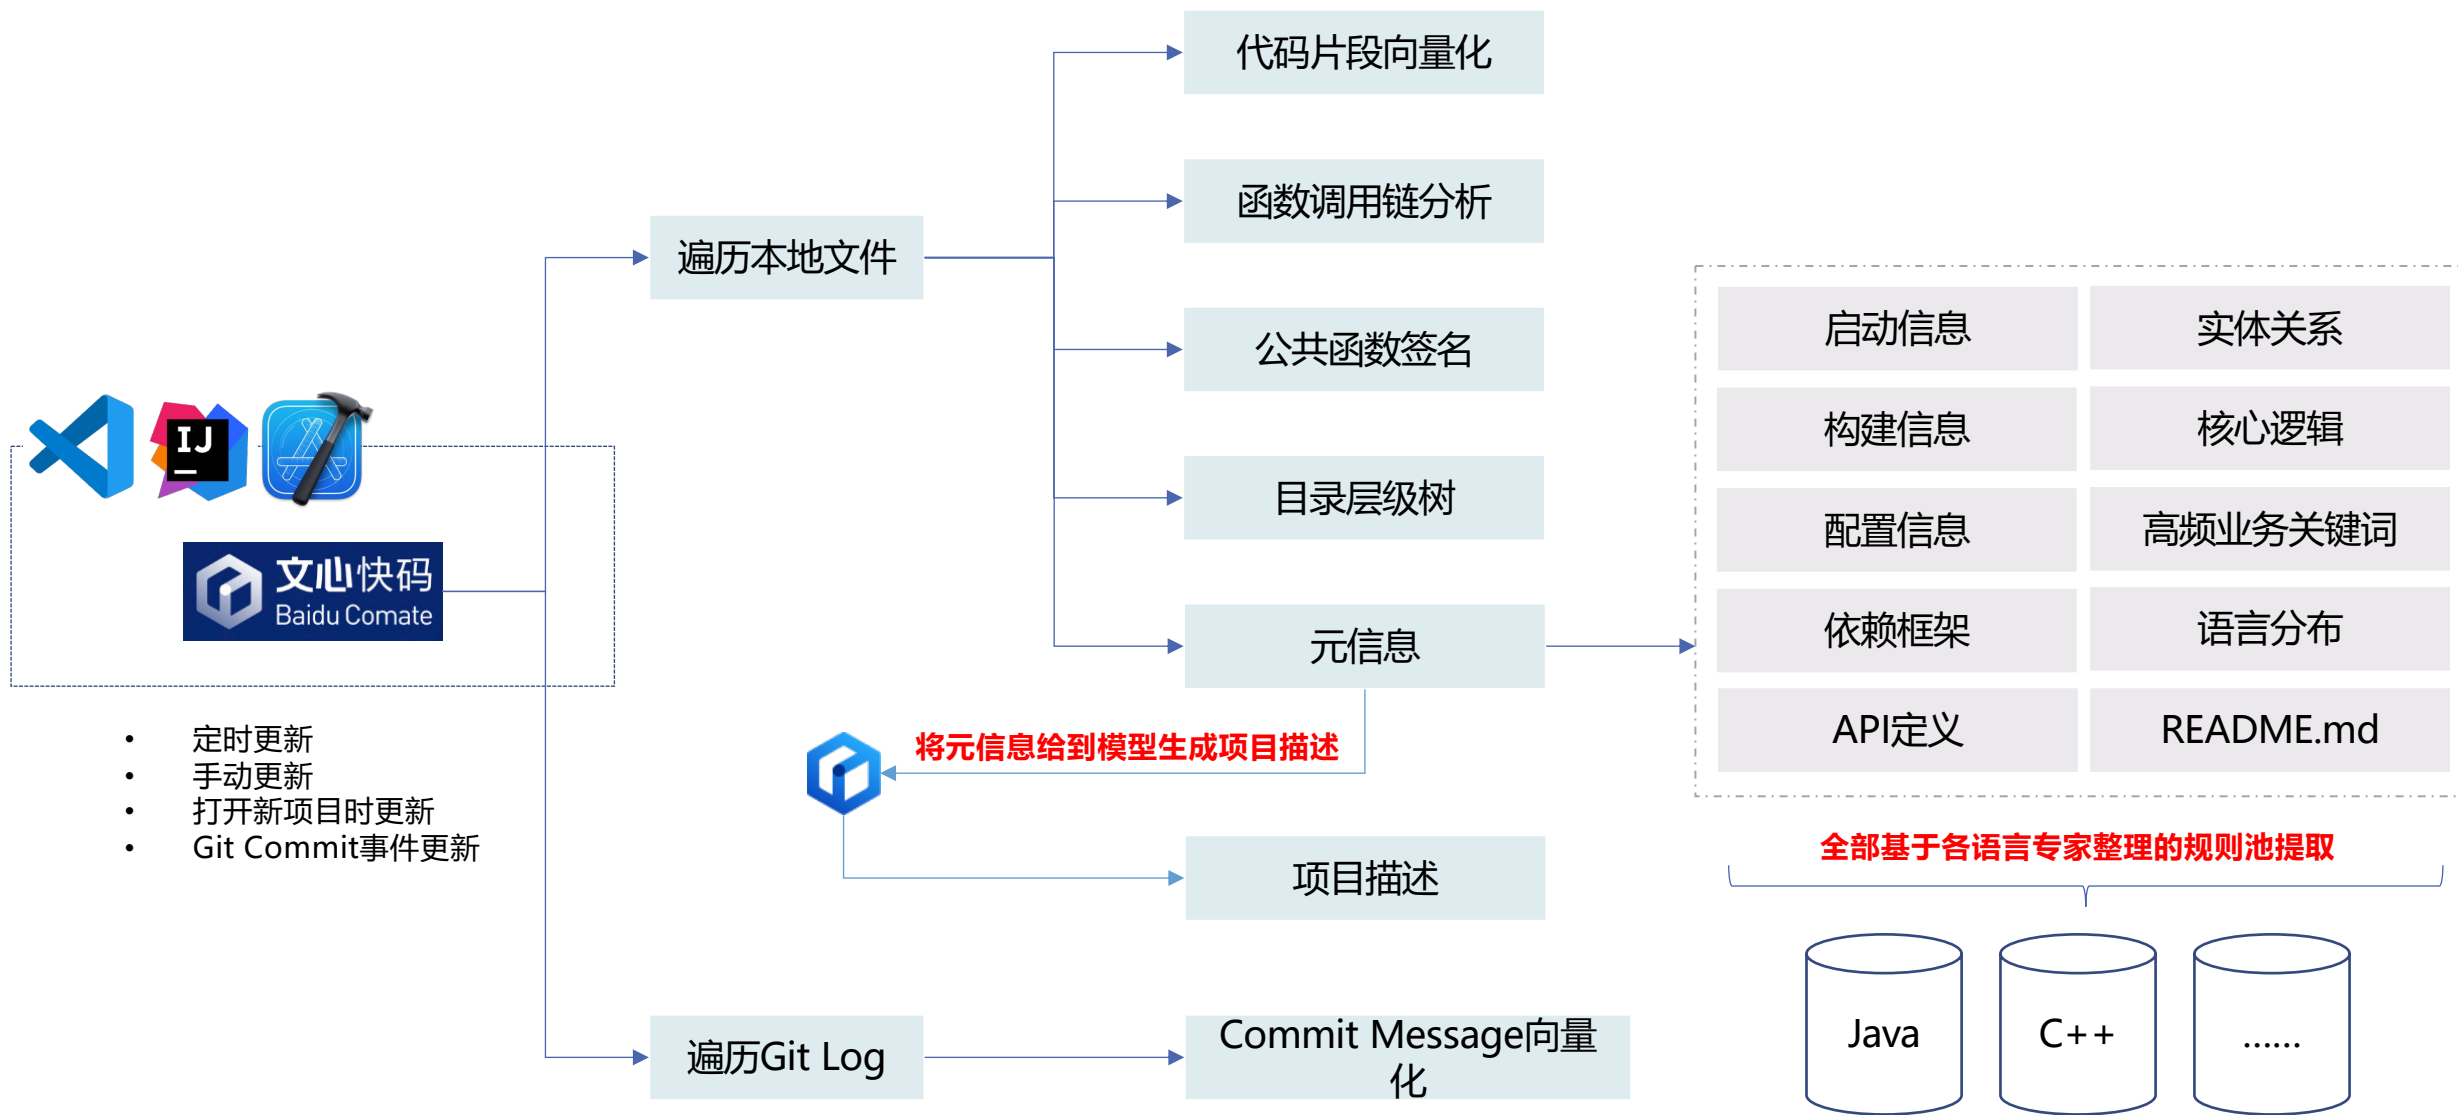 代码片段向量化
函数调用链分析
遍历本地文件
公共函数签名
目录层级树
元信息
IJ
文心快码
Baidu Comate
定时更新
手动更新
打开新项目时更新
Git Commit事件更新
将元信息给到模型生成项目描述
项目描述
遍历Git Log
Commit Message向量
化
启动信息
实体关系
构建信息
核心逻辑
配置信息
高频业务关键词
依赖框架
语言分布
API定义
README.md
全部基于各语言专家整理的规则池提取
Java
C++
......